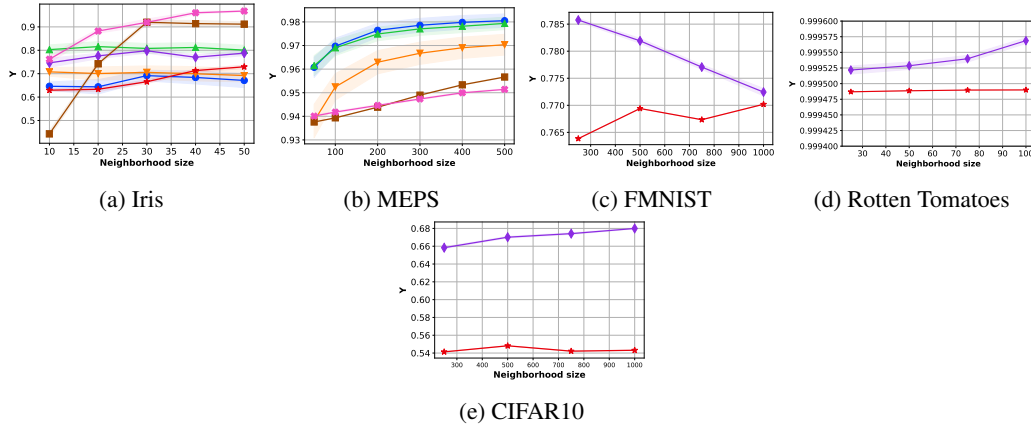 0.9
0.8
0.7
0.6
0.5
Y
10 15 20 25 30 35 40 45 50
Neighborhood size
(a) Iris
0.98
0.97
0.96
0.95
0.94
0.93
Y
100 200 300 400 500
Neighborhood size
(b) MEPS
0.785
0.780
0.775
0.770
0.765
Y
300 400 500 600 700 800 900 1000
Neighborhood size
(c) FMNIST
0.999600
0.999575
0.999550
0.999525
0.999500
0.999475
0.999450
0.999425
0.999400
Y
30 40 50 60 70 80 90 100
Neighborhood size
(d) Rotten Tomatoes
0.68
0.66
0.64
0.62
0.60
0.58
0.56
0.54
Y
300 400 500 600 700 800 900 1000
Neighborhood size
(e) CIFAR10